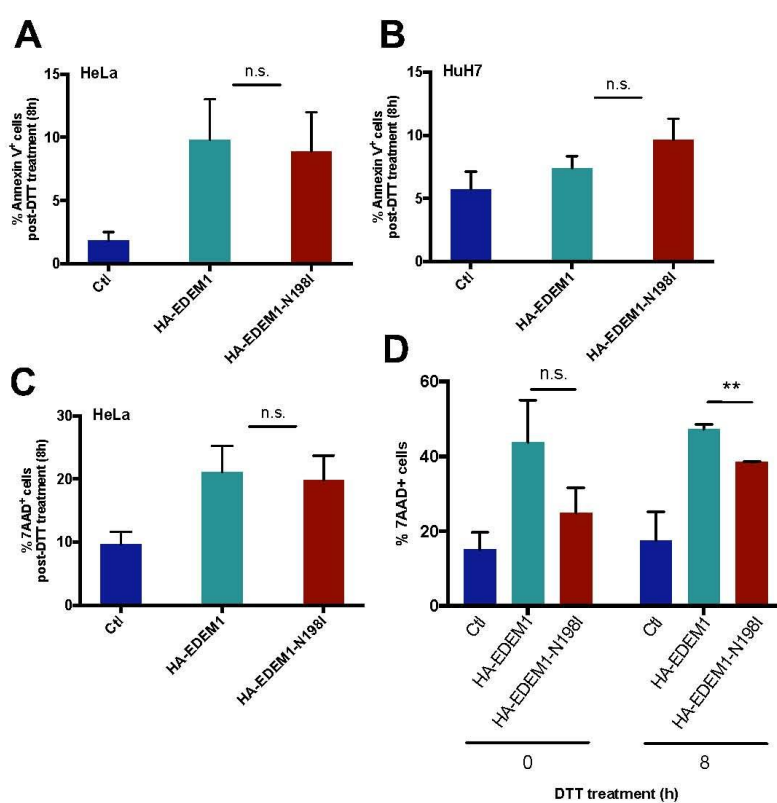 A
HeLa
n.s.
% Annexin V+ cells
post-DTT treatment (8h)
15
10
5
0
Ctl
HA-EDEM1
HA-EDEM1-N198I
B
HuH7
n.s.
% Annexin V+ cells
post-DTT treatment (8h)
15
10
5
0
Ctl
HA-EDEM1
HA-EDEM1-N198I
C
HeLa
n.s.
% 7AAD+ cells
post-DTT treatment (8h)
30
20
10
0
Ctl
HA-EDEM1
HA-EDEM1-N198I
D
n.s.
**
% 7AAD+ cells
60
40
20
0
Ctl
HA-EDEM1
HA-EDEM1-N198I
Ctl
HA-EDEM1
HA-EDEM1-N198I
0
8
DTT treatment (h)